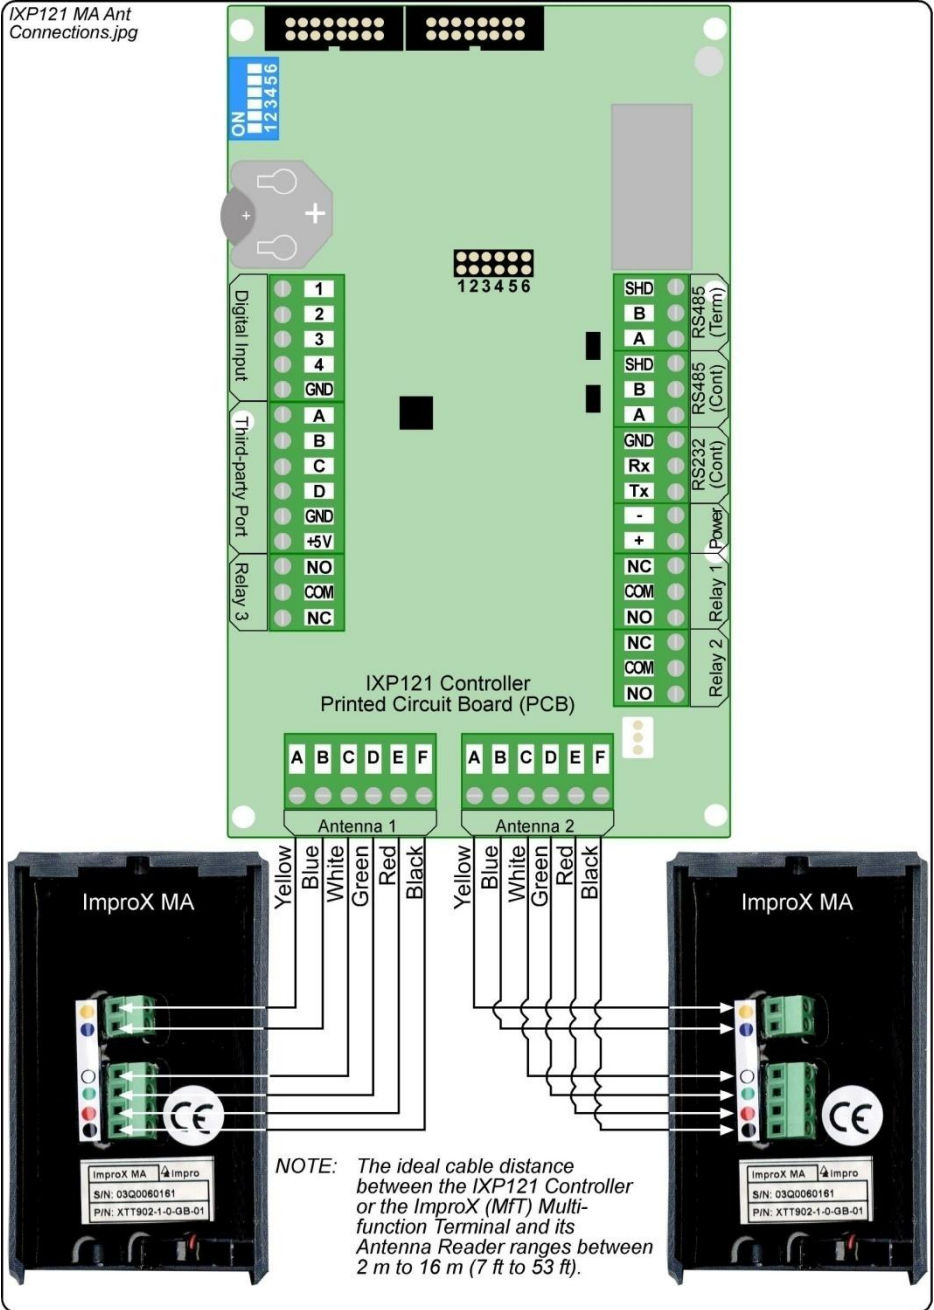 IXP121 MA Ant
Connections.jpg
ON
1 2 3 4 5 6
+
+
1 2 3 4 5 6
Digital Input
1
2
3
4
GND
Third-party Port
A
B
C
D
GND
+5V
Relay 3
NO
COM
NC
SHD
B
A
RS485
(Term)
SHD
B
A
RS485
(Cont)
GND
Rx
Tx
RS232
(Cont)
-
+
Power
NC
COM
NO
Relay 1
NC
COM
NO
Relay 2
IXP121 Controller
Printed Circuit Board (PCB)
A B C D E F
Antenna 1
A B C D E F
Antenna 2
Yellow
Blue
White
Green
Red
Black
Yellow
Blue
White
Green
Red
Black
ImproX MA
CE
ImproX MA impro
S/N: 03Q0060161
P/N: XTT902-1-0-GB-01
ImproX MA
CE
ImproX MA impro
S/N: 03Q0060161
P/N: XTT902-1-0-GB-01
NOTE: The ideal cable distance
between the IXP121 Controller
or the ImproX (MfT) Multi-
function Terminal and its
Antenna Reader ranges between
2 m to 16 m (7 ft to 53 ft).